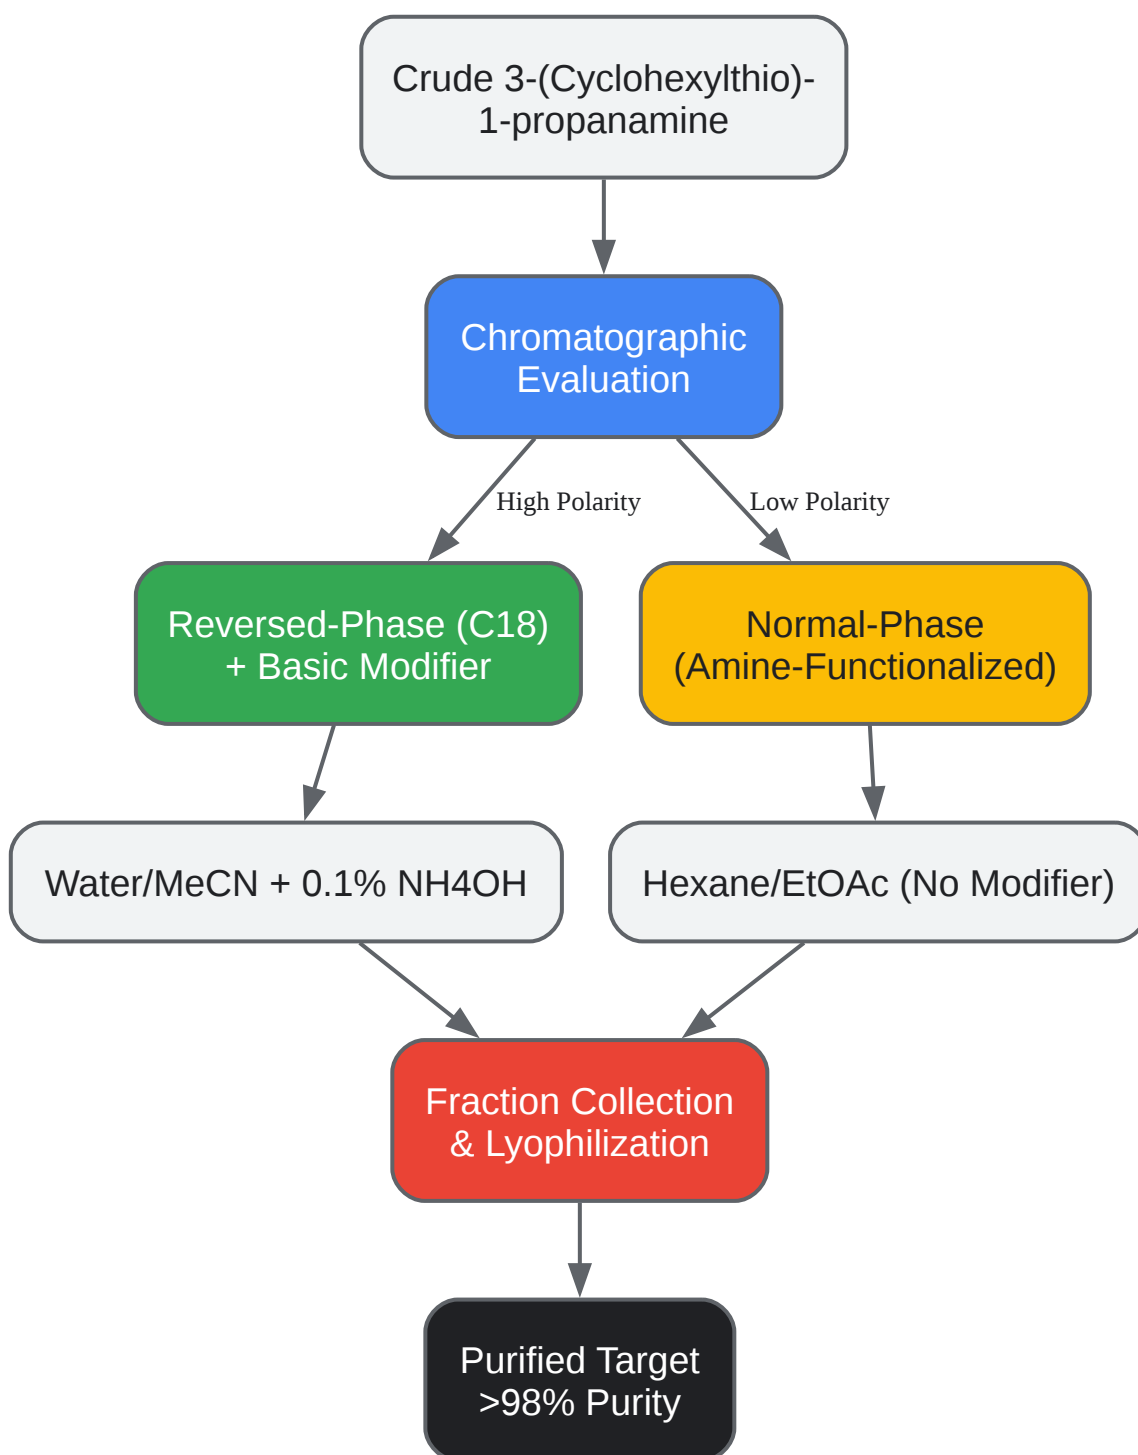 Crude 3-(Cyclohexylthio)-
1-propanamine
Chromatographic
Evaluation
High Polarity
Low Polarity
Reversed-Phase (C18)
+ Basic Modifier
Normal-Phase
(Amine-Functionalized)
Water/MeCN + 0.1% NH4OH
Hexane/EtOAc (No Modifier)
Fraction Collection
& Lyophilization
Purified Target
>98% Purity